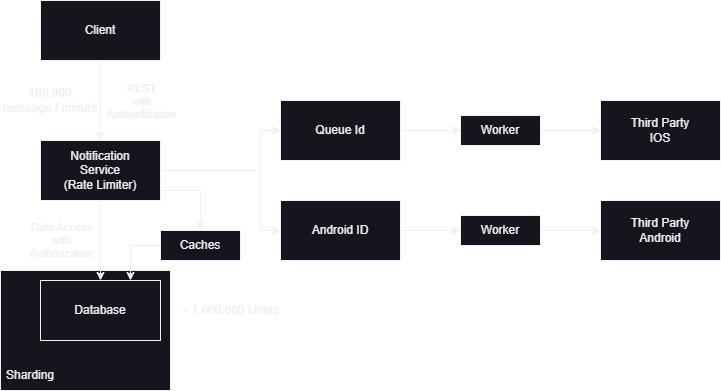 Client
100.000
message / minute
REST
with
Authentication
Notification
Service
(Rate Limiter)
Queue Id
Worker
Third Party
IOS
Android ID
Worker
Third Party
Android
Data Access
with
Authorization
Caches
Database
~ 1 000.000 Users
Sharding